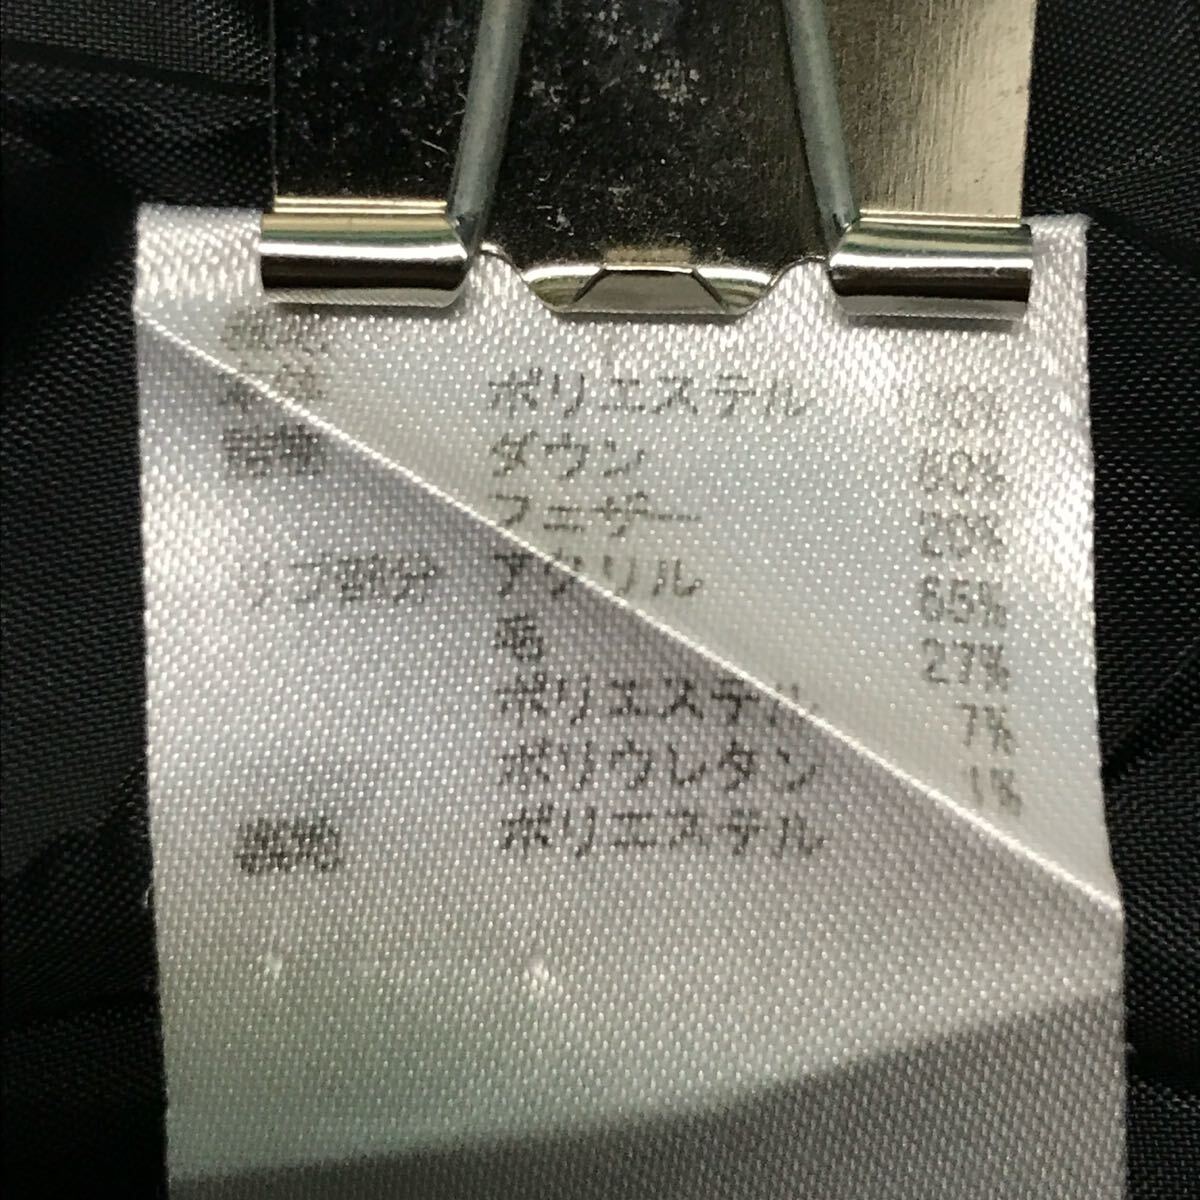 ポリエステル
ダウン
フェザー 20%
リブ部分 アクリル 65%
毛 27%
ポリエステル 7%
ポリウレタン 1%
ポリエステル